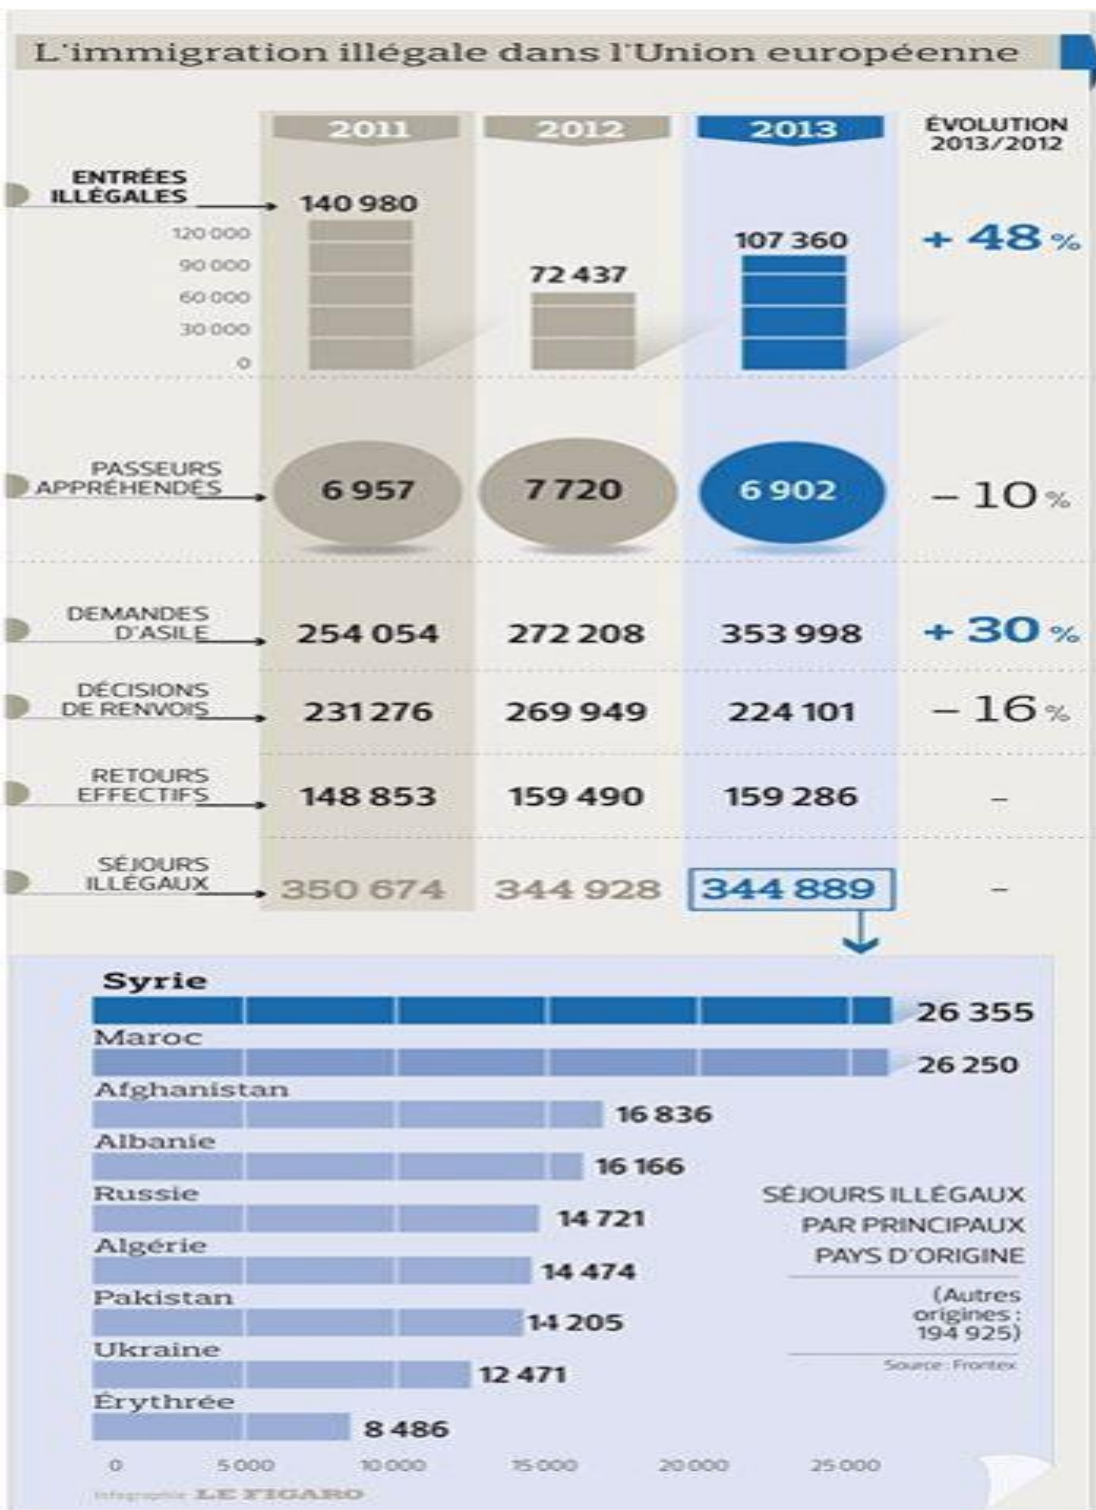 L'immigration illégale dans l'Union européenne
2011 2012 2013 ÉVOLUTION
2013/2012
ENTRÉES
ILLÉGALES
140 980 72 437 107 360 + 48 %
120 000
90 000
60 000
30 000
0
PASSEURS
APPRÉHENDÉS 6 957 7 720 6 902 – 10 %
DEMANDES
D'ASILE 254 054 272 208 353 998 + 30 %
DÉCISIONS
DE RENVOIS 231 276 269 949 224 101 – 16 %
RETOURS
EFFECTIFS 148 853 159 490 159 286 –
SÉJOURS
ILLÉGAUX 350 674 344 928 344 889 –
Syrie
26 355
Maroc
26 250
Afghanistan
16 836
Albanie
16 166
Russie
14 721
Algérie
14 474
Pakistan
14 205
Ukraine
12 471
Érythrée
8 486
0 5 000 10 000 15 000 20 000 25 000
SÉJOURS ILLÉGAUX
PAR PRINCIPAUX
PAYS D'ORIGINE
(Autres
origines :
194 925)
Source : Frontex
Infographie LE FIGARO